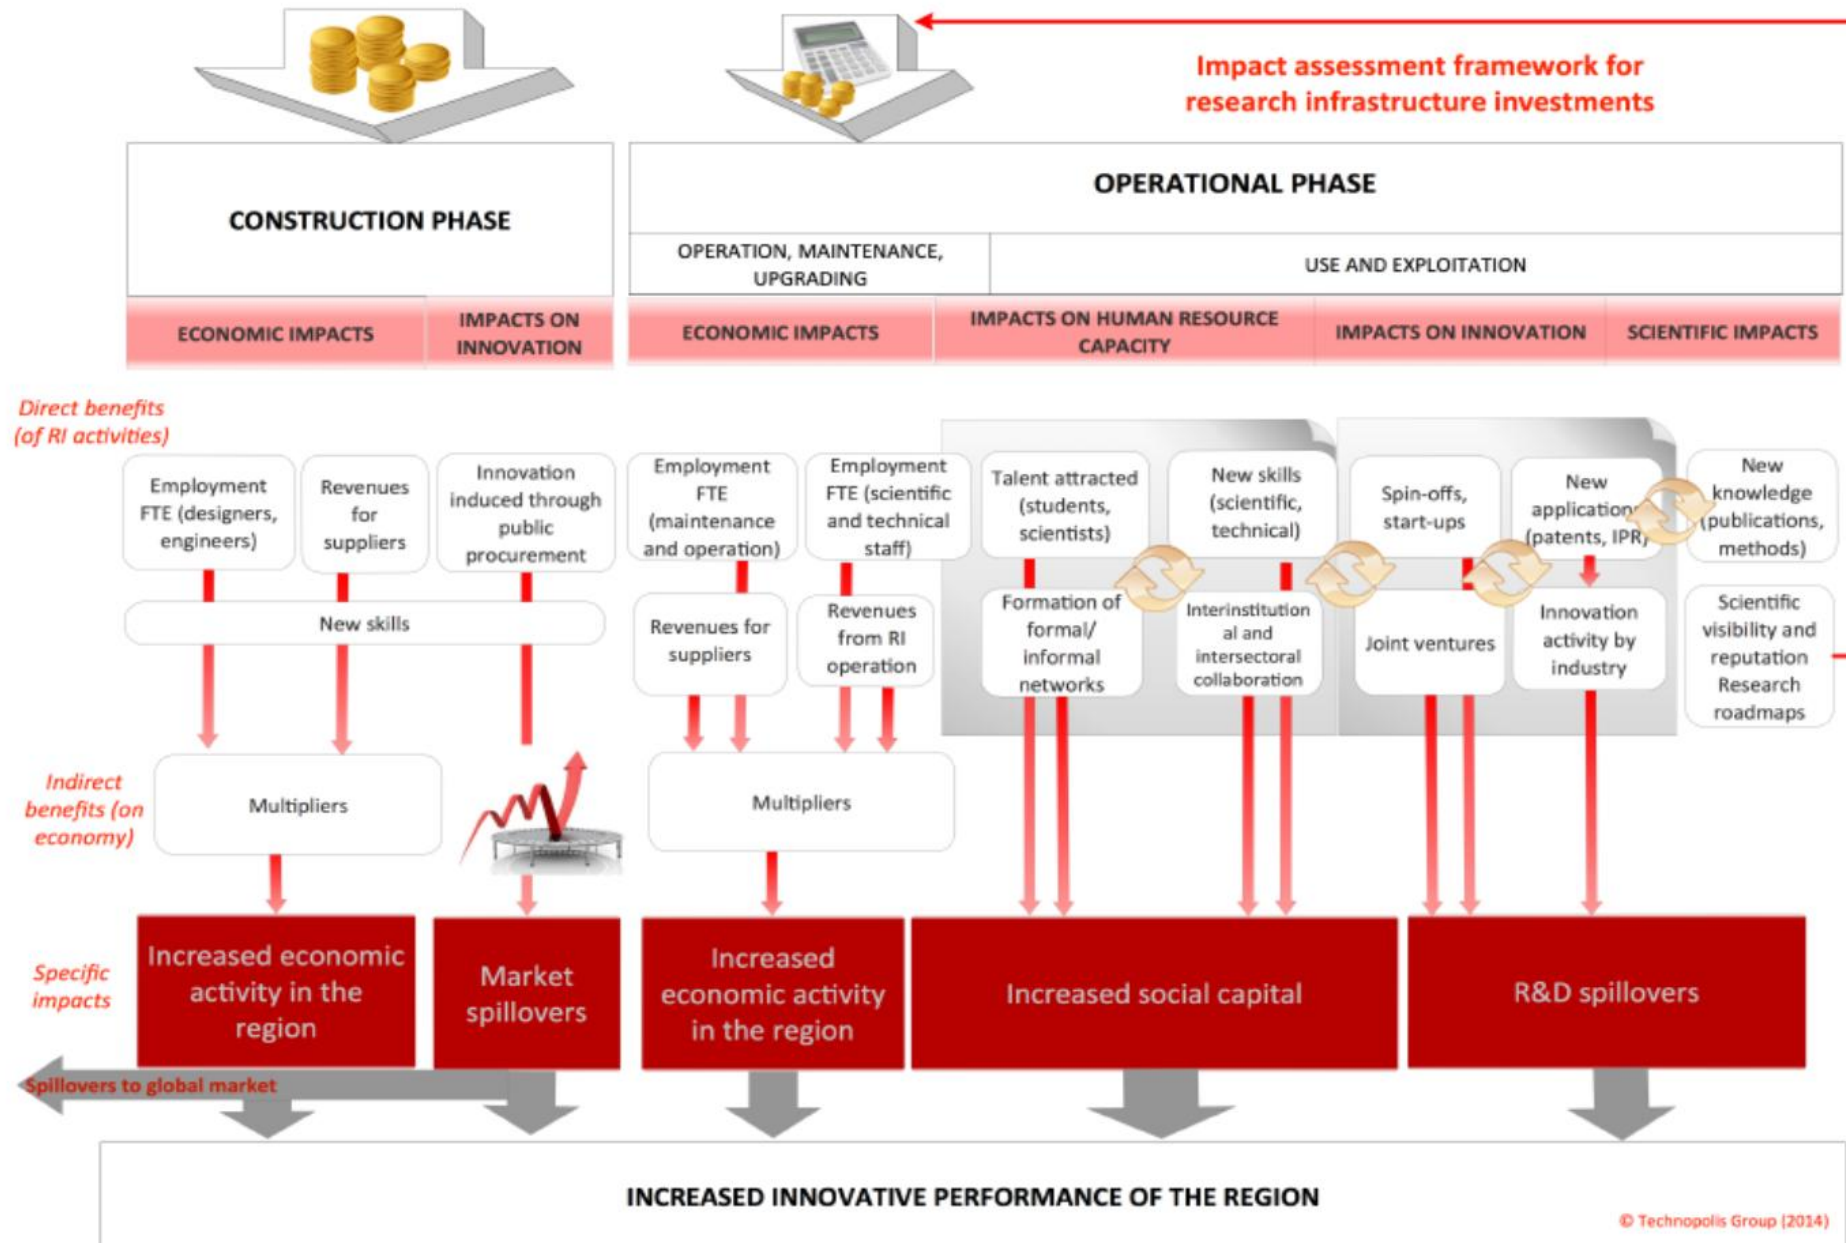 Impact assessment framework for
research infrastructure investments
CONSTRUCTION PHASE
OPERATIONAL PHASE
OPERATION, MAINTENANCE,
UPGRADING
USE AND EXPLOITATION
ECONOMIC IMPACTS
IMPACTS ON
INNOVATION
ECONOMIC IMPACTS
IMPACTS ON HUMAN RESOURCE
CAPACITY
IMPACTS ON INNOVATION
SCIENTIFIC IMPACTS
Direct benefits
(of RI activities)
Employment
FTE (designers,
engineers)
Revenues
for
suppliers
Innovation
induced through
public
procurement
Employment
FTE
(maintenance
and operation)
Employment
FTE (scientific
and technical
staff)
Talent attracted
(students,
scientists)
New skills
(scientific,
technical)
Spin-offs,
start-ups
New
application
(patents, IPR)
New
knowledge
(publications,
methods)
New skills
Revenues for
suppliers
Revenues
from RI
operation
Formation of
formal/
informal
networks
Interinstitution
al and
intersectoral
collaboration
Joint ventures
Innovation
activity by
industry
Scientific
visibility and
reputation
Research
roadmaps
Indirect
benefits (on
economy)
Multipliers
Multipliers
Specific
impacts
Increased economic
activity in the
region
Market
spillovers
Increased
economic activity
in the region
Increased social capital
R&D spillovers
Spillovers to global market
INCREASED INNOVATIVE PERFORMANCE OF THE REGION
© Technopolis Group (2014)